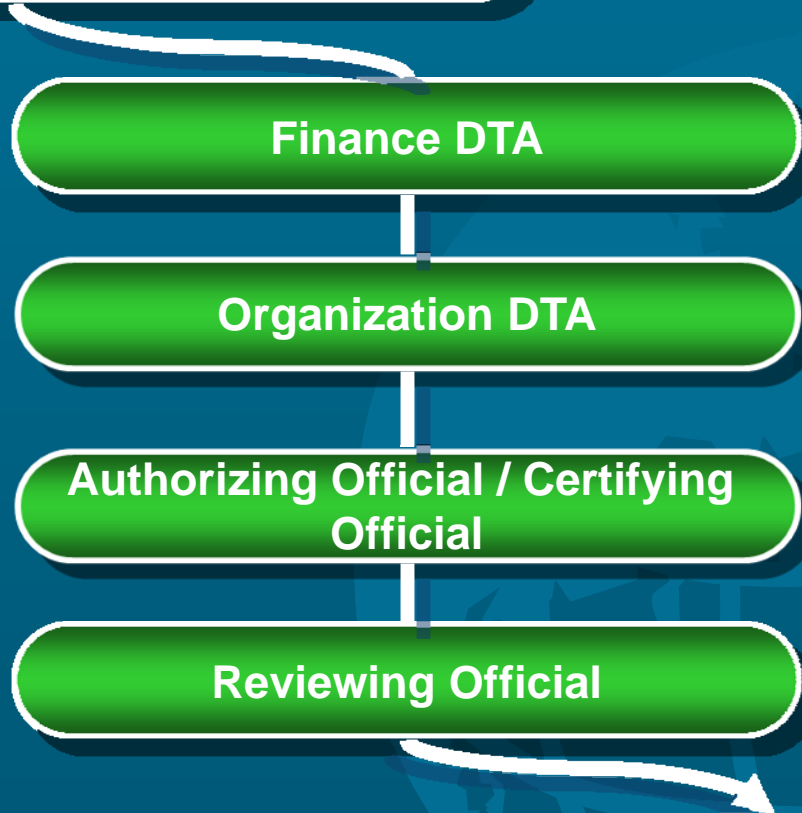 Finance DTA
Organization DTA
Authorizing Official / Certifying
Official
Reviewing Official